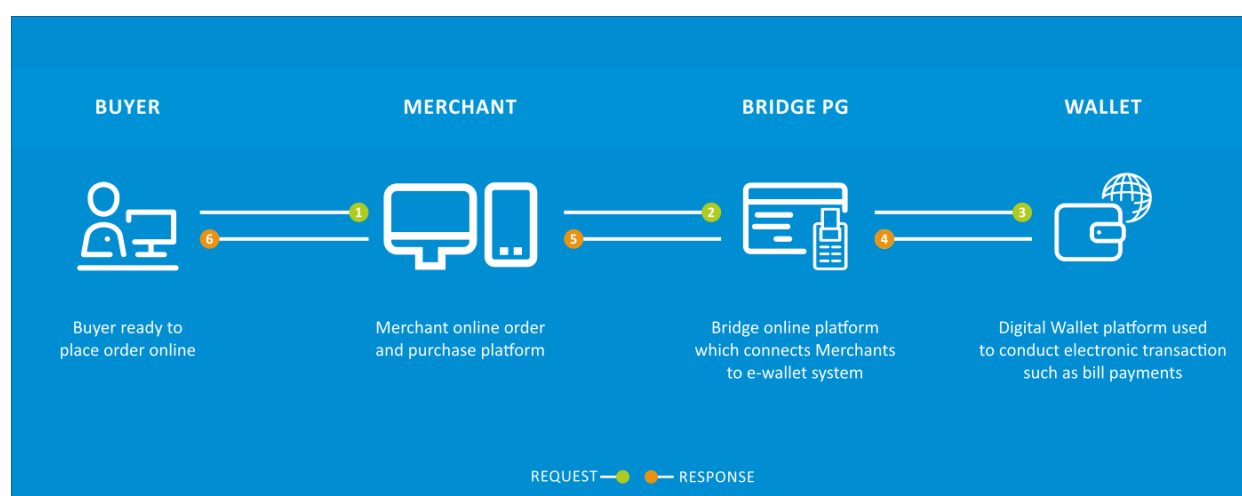 BUYER
MERCHANT
BRIDGE PG
WALLET
1
2
3
6
5
4
Buyer ready to
place order online
Merchant online order
and purchase platform
Bridge online platform
which connects Merchants
to e-wallet system
Digital Wallet platform used
to conduct electronic transaction
such as bill payments
REQUEST
RESPONSE